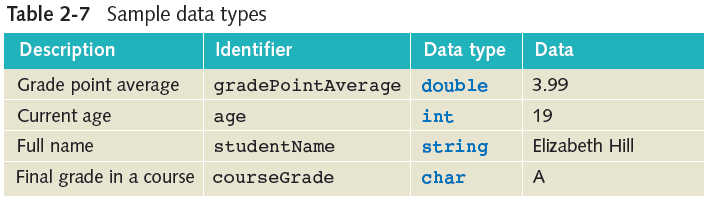 Table 2-7 Sample data types
Description Identifier Data type Data
Grade point average gradePointAverage double 3.99
Current age age int 19
Full name studentName string Elizabeth Hill
Final grade in a course courseGrade char A